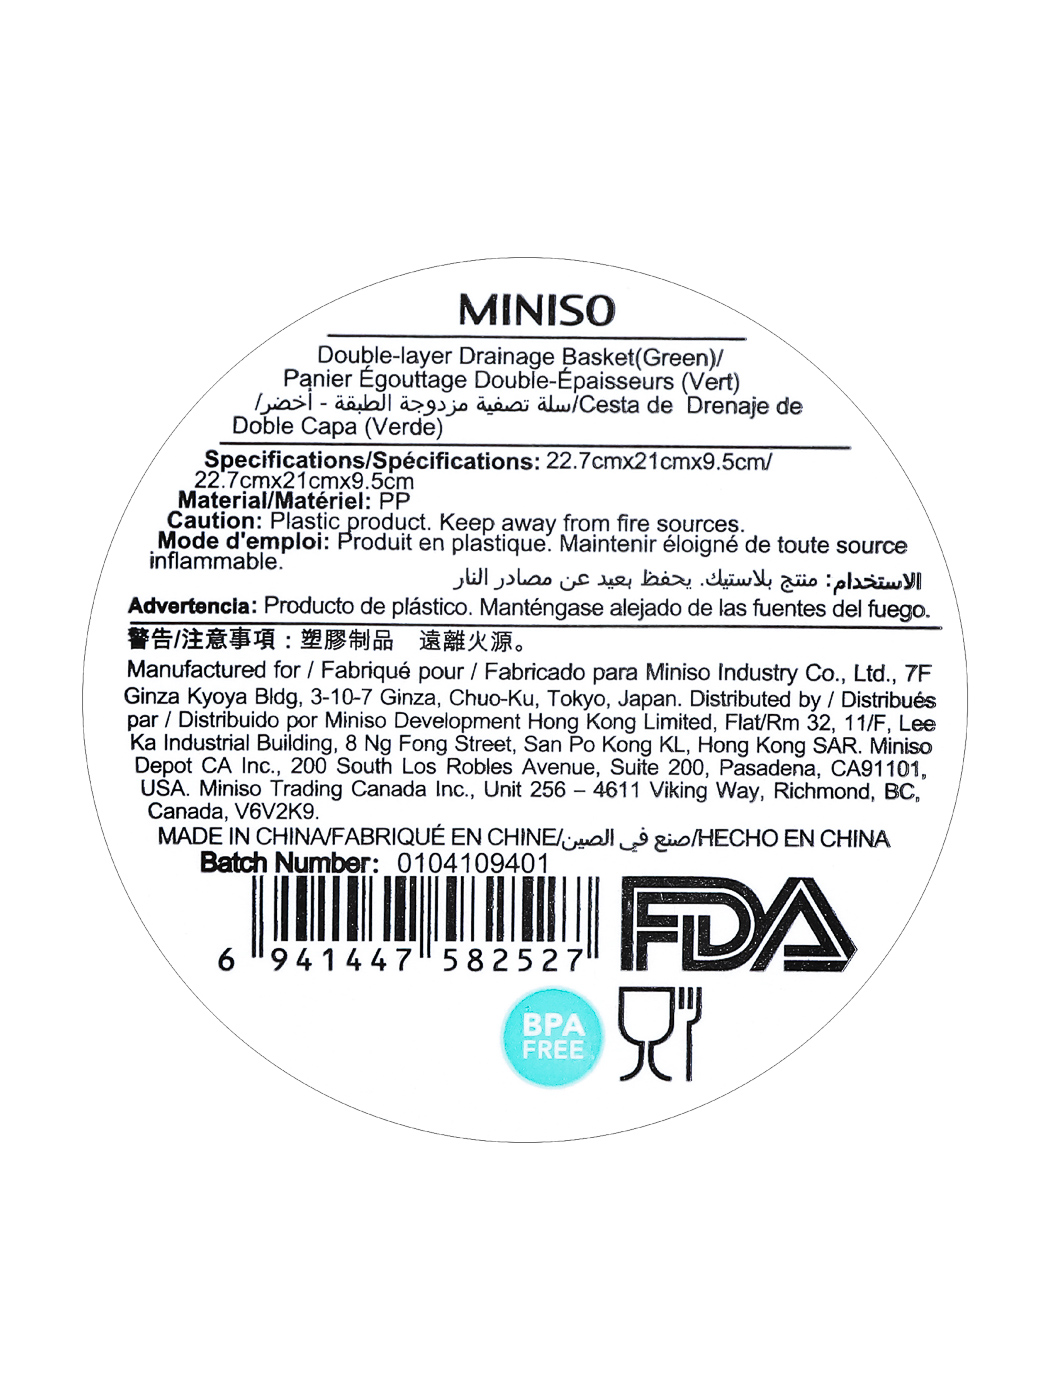 MINISO
Double-layer Drainage Basket(Green)/
Panier Égouttage Double-Épaisseurs (Vert)
/سلة تصفية مزدوجة الطبقة - أخضر/Cesta de Drenaje de
Doble Capa (Verde)
Specifications/Spécifications: 22.7cmx21cmx9.5cm/
22.7cmx21cmx9.5cm
Material/Matériel: PP
Caution: Plastic product. Keep away from fire sources.
Mode d'emploi: Produit en plastique. Maintenir éloigné de toute source
inflammable.
الاستخدام: منتج بلاستيك. يحفظ بعيد عن مصادر النار
Advertencia: Producto de plástico. Manténgase alejado de las fuentes del fuego.
警告/注意事項：塑膠制品 遠離火源。
Manufactured for / Fabriqué pour / Fabricado para Miniso Industry Co., Ltd., 7F
Ginza Kyoya Bldg, 3-10-7 Ginza, Chuo-Ku, Tokyo, Japan. Distributed by / Distribués
par / Distribuido por Miniso Development Hong Kong Limited, Flat/Rm 32, 11/F, Lee
Ka Industrial Building, 8 Ng Fong Street, San Po Kong KL, Hong Kong SAR. Miniso
Depot CA Inc., 200 South Los Robles Avenue, Suite 200, Pasadena, CA91101,
USA. Miniso Trading Canada Inc., Unit 256 – 4611 Viking Way, Richmond, BC,
Canada, V6V2K9.
MADE IN CHINA/FABRIQUÉ EN CHINE/صنع في الصين/HECHO EN CHINA
Batch Number: 0104109401
6 941447 582527
FDA
BPA
FREE